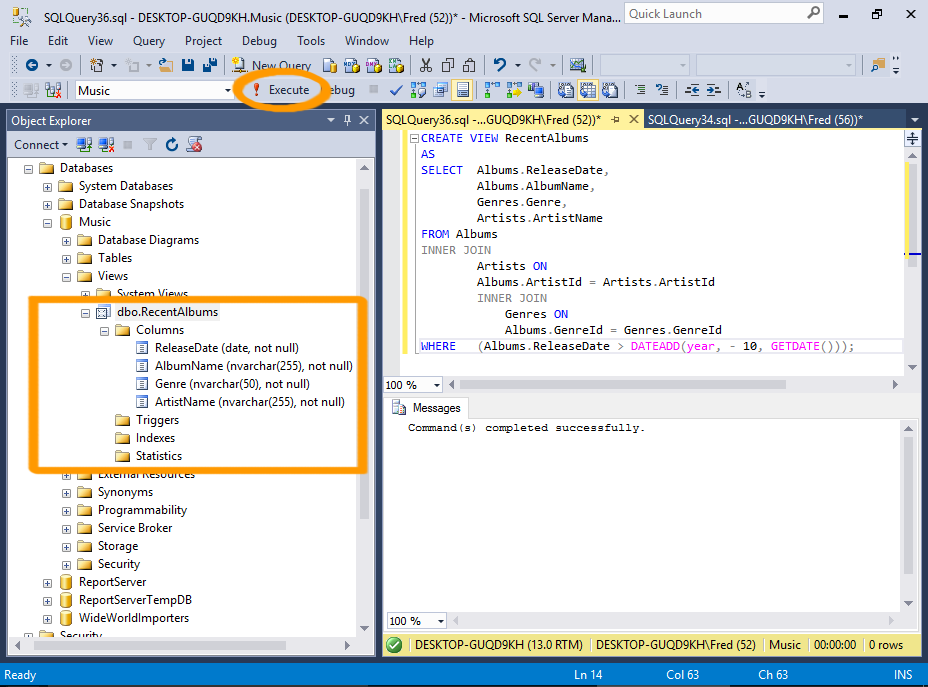 SQLQuery36.sql - DESKTOP-GUQD9KH.Music (DESKTOP-GUQD9KH\Fred (52))* - Microsoft SQL Server Mana...
Quick Launch
File Edit View Query Project Debug Tools Window Help
New Query
Music
Execute
ebug
Object Explorer
Connect
Databases
System Databases
Database Snapshots
Music
Database Diagrams
Tables
Views
System Views
dbo.RecentAlbums
Columns
ReleaseDate (date, not null)
AlbumName (nvarchar(255), not null)
Genre (nvarchar(50), not null)
ArtistName (nvarchar(255), not null)
Triggers
Indexes
Statistics
External Resources
Synonyms
Programmability
Service Broker
Storage
Security
ReportServer
ReportServerTempDB
WideWorldImporters
Security
SQLQuery36.sql -...GUQD9KH\Fred (52))*
SQLQuery34.sql -...GUQD9KH\Fred (56))*
CREATE VIEW RecentAlbums
AS
SELECT Albums.ReleaseDate,
Albums.AlbumName,
Genres.Genre,
Artists.ArtistName
FROM Albums
INNER JOIN
Artists ON
Albums.ArtistId = Artists.ArtistId
INNER JOIN
Genres ON
Albums.GenreId = Genres.GenreId
WHERE (Albums.ReleaseDate > DATEADD(year, - 10, GETDATE()));
100 %
Messages
Command(s) completed successfully.
100 %
DESKTOP-GUQD9KH (13.0 RTM) DESKTOP-GUQD9KH\Fred (52) Music 00:00:00 0 rows
Ready Ln 14 Col 63 Ch 63 INS